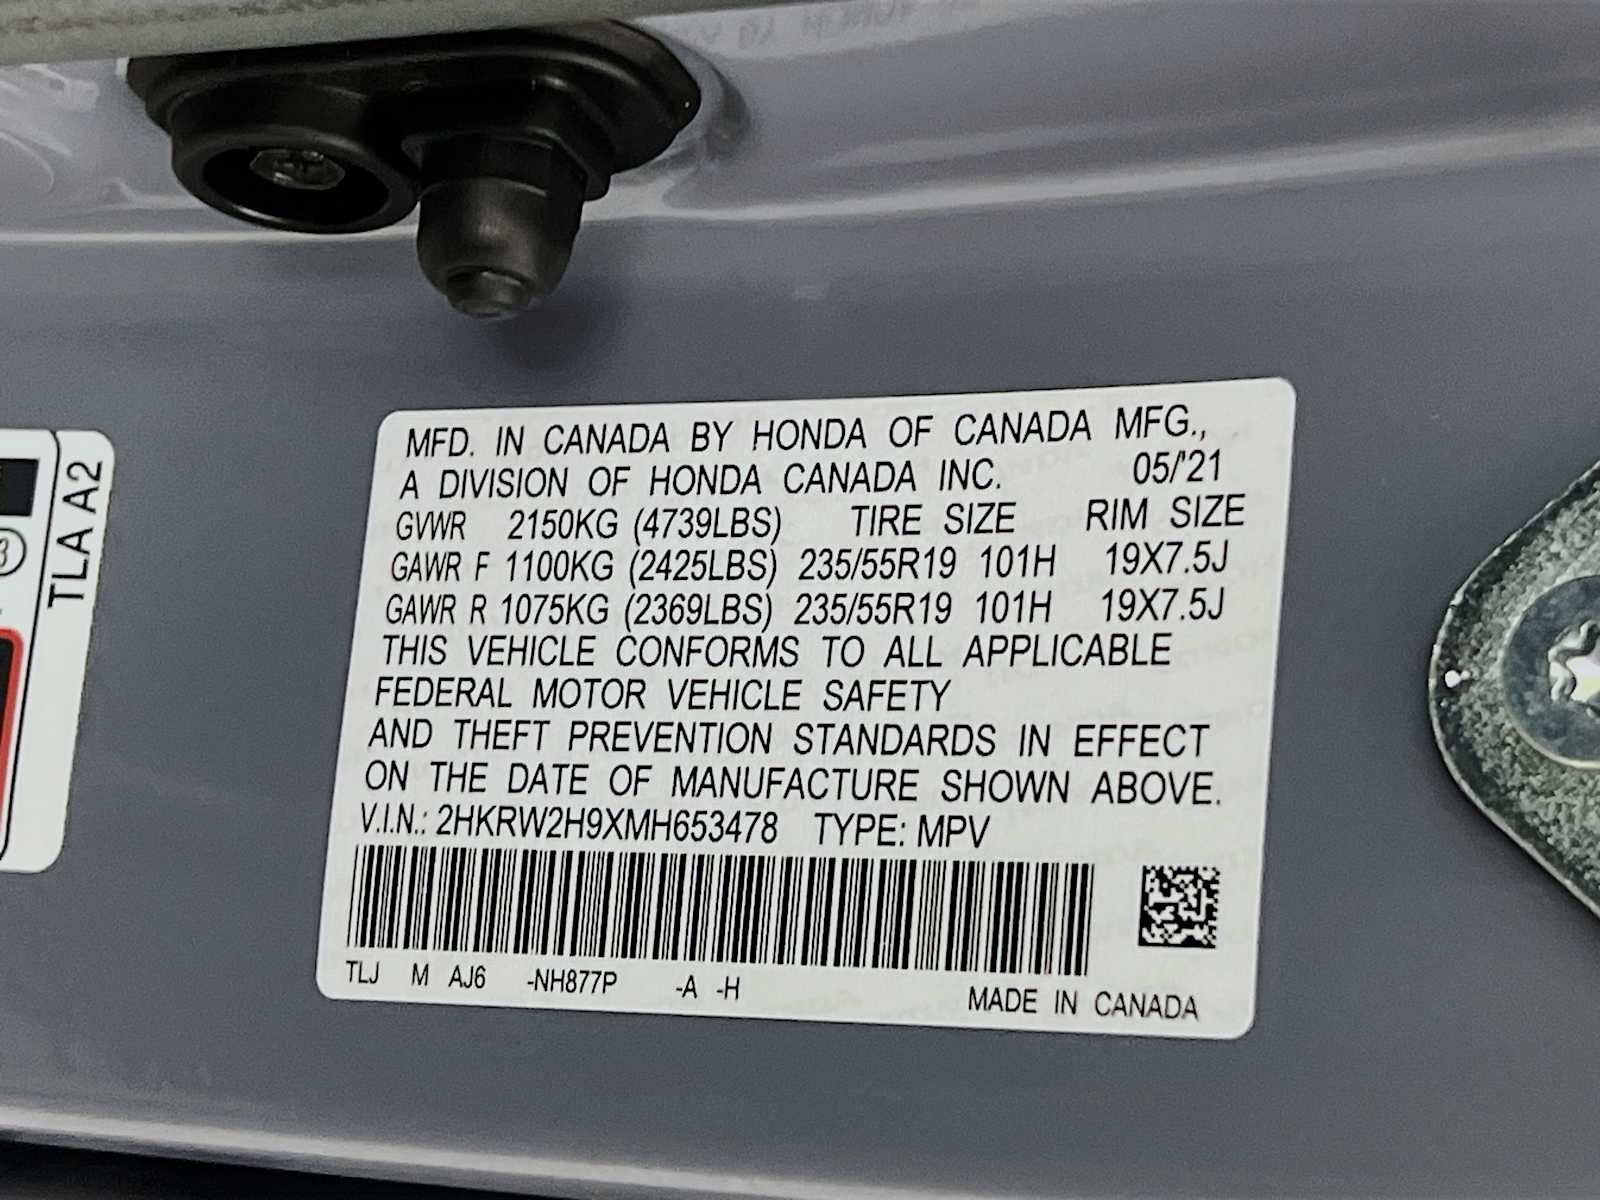 MFD. IN CANADA BY HONDA OF CANADA MFG.,
A DIVISION OF HONDA CANADA INC. 05/'21
GVWR 2150KG (4739LBS) TIRE SIZE RIM SIZE
GAWR F 1100KG (2425LBS) 235/55R19 101H 19X7.5J
GAWR R 1075KG (2369LBS) 235/55R19 101H 19X7.5J
THIS VEHICLE CONFORMS TO ALL APPLICABLE
FEDERAL MOTOR VEHICLE SAFETY
AND THEFT PREVENTION STANDARDS IN EFFECT
ON THE DATE OF MANUFACTURE SHOWN ABOVE.
V.I.N.: 2HKRW2H9XMH653478 TYPE: MPV
TLJ M AJ6 -NH877P -A -H
MADE IN CANADA
TLA A2
3